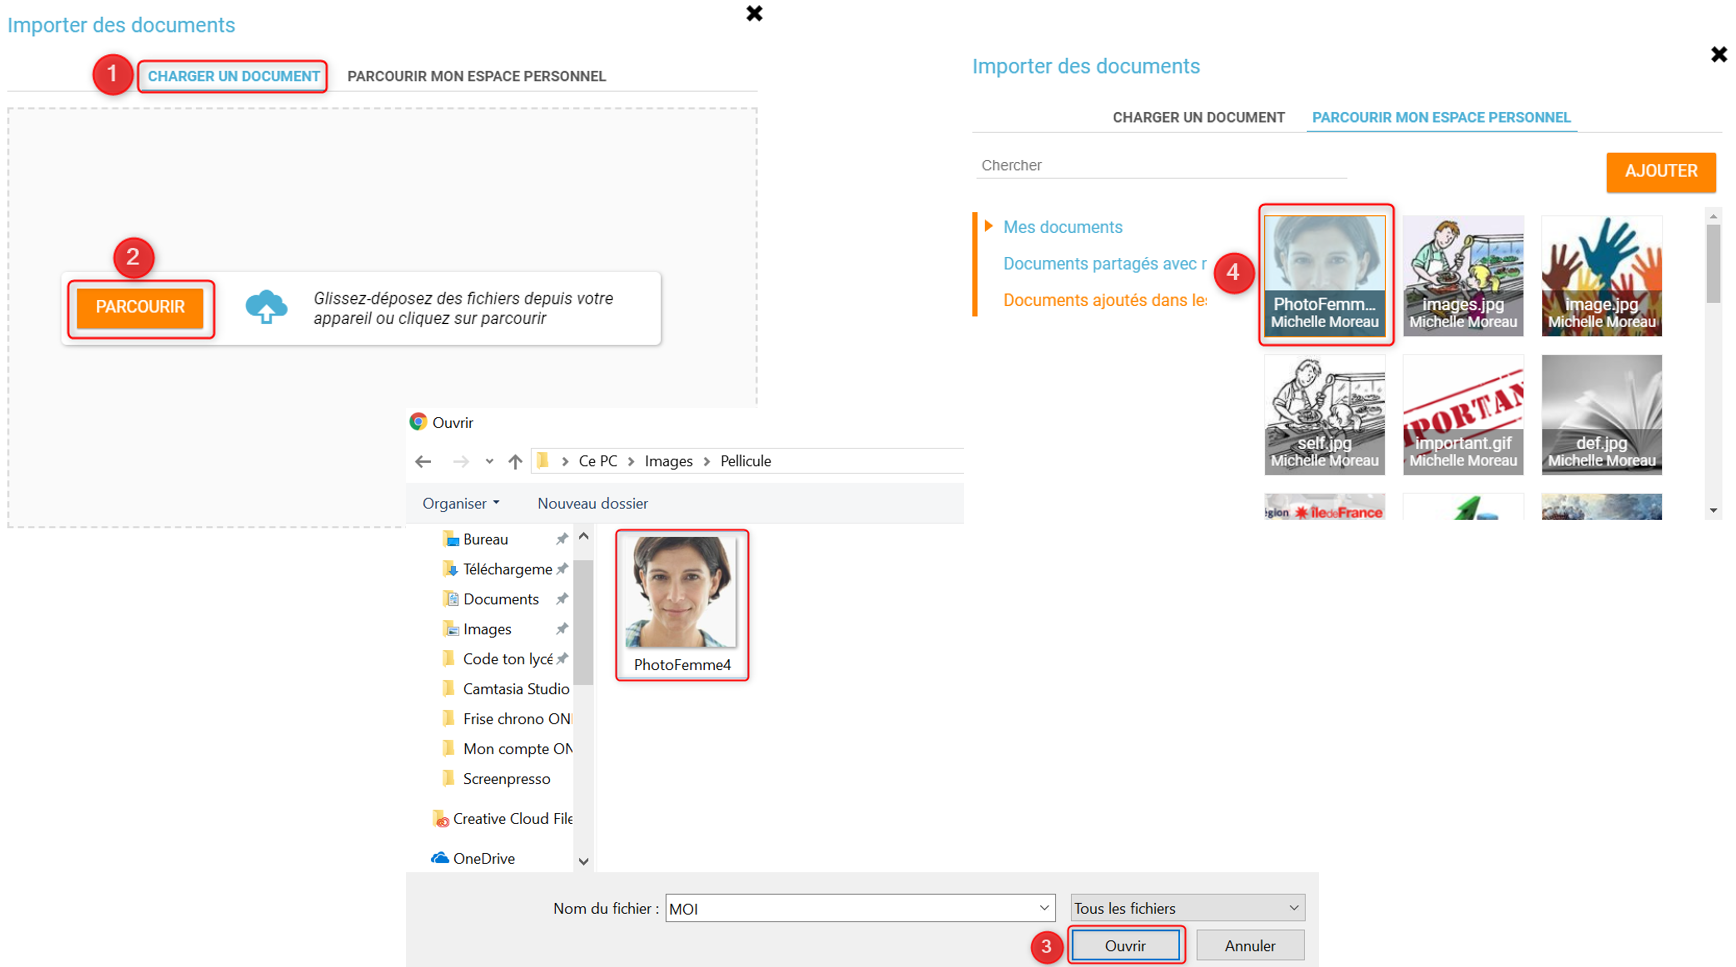 Importer des documents
1 CHARGER UN DOCUMENT PARCOURIR MON ESPACE PERSONNEL
2
PARCOURIR
Glissez-déposez des fichiers depuis votre
appareil ou cliquez sur parcourir
Importer des documents
CHARGER UN DOCUMENT PARCOURIR MON ESPACE PERSONNEL
Chercher
AJOUTER
Mes documents
Documents partagés avec
Documents ajoutés dans les
4
PhotoFemm...
Michelle Moreau
images.jpg
Michelle Moreau
image.jpg
Michelle Moreau
self.jpg
Michelle Moreau
IMPORTAN
important.gif
Michelle Moreau
def.jpg
Michelle Moreau
égion îledeFrance
Ouvrir
Ce PC > Images > Pellicule
Organiser Nouveau dossier
Bureau
Téléchargeme
Documents
Images
Code ton lycé
Camtasia Studio
Frise chrono ON
Mon compte ON
Screenpresso
Creative Cloud File
OneDrive
PhotoFemme4
Nom du fichier : MOI Tous les fichiers
3 Ouvrir Annuler